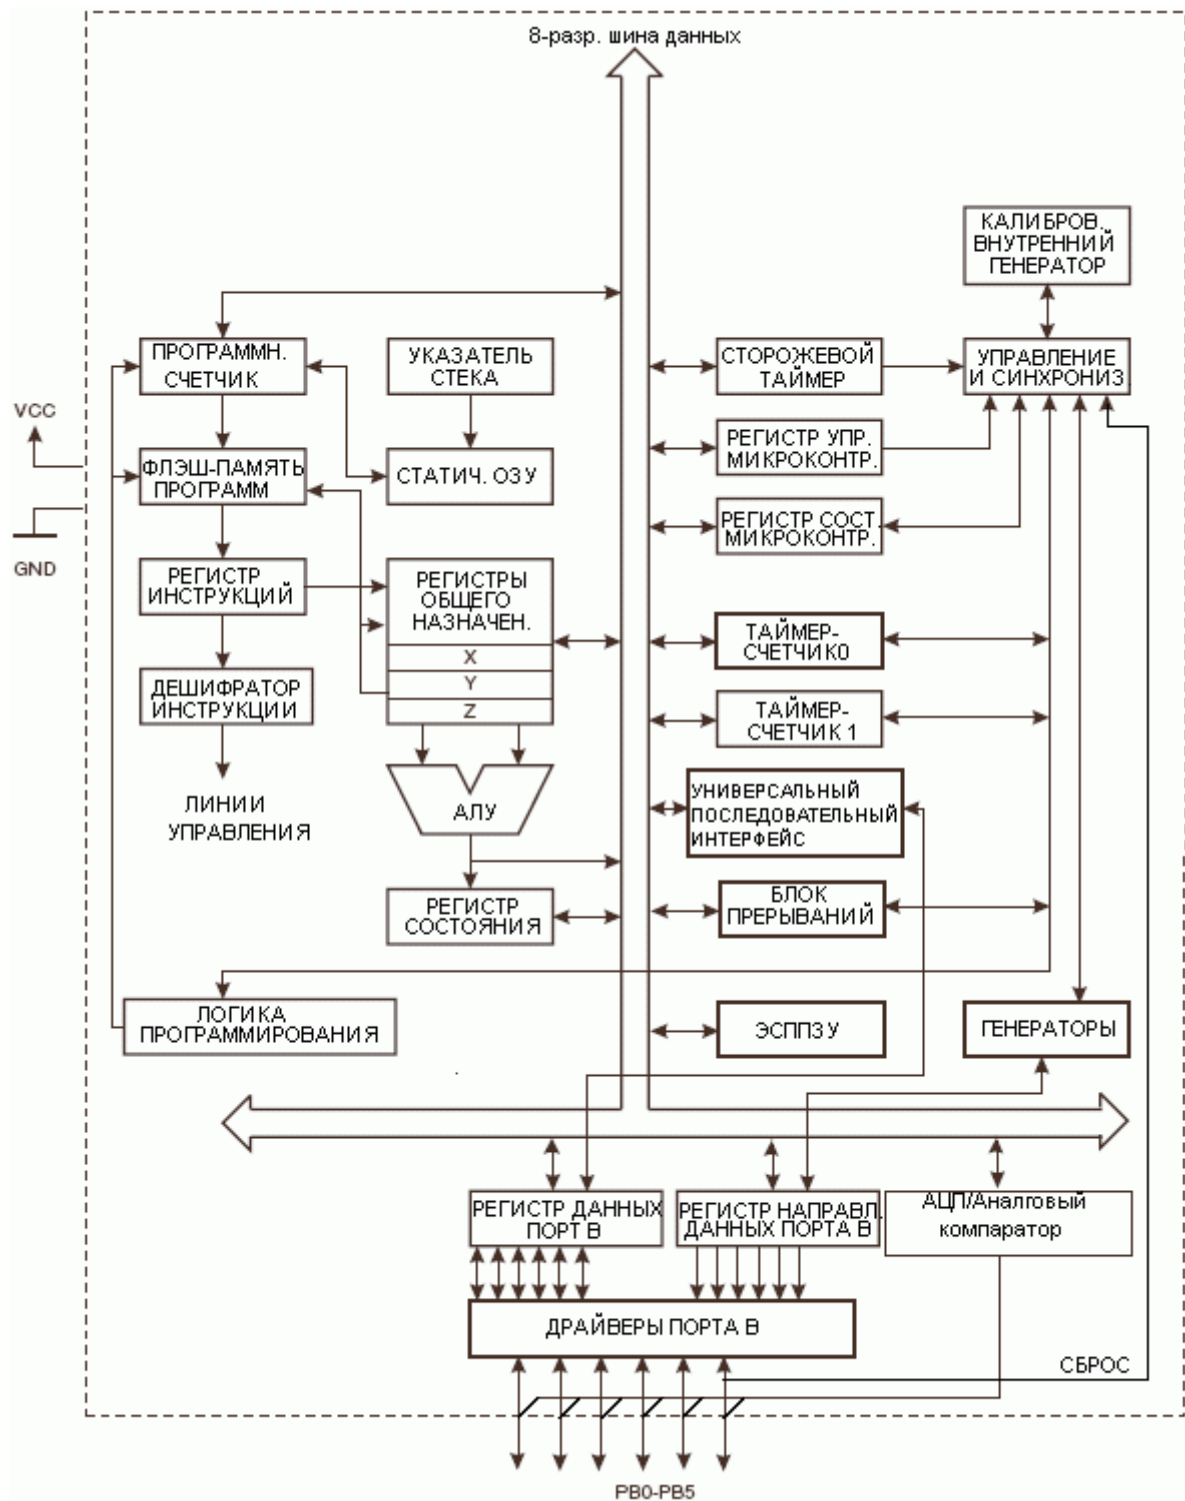 8-разр. шина данных
КАЛИБРОВ.
ВНУТРЕННИЙ
ГЕНЕРАТОР
ПРОГРАММН.
СЧЕТЧИК
УКАЗАТЕЛЬ
СТЕКА
СТОРОЖЕВОЙ
ТАЙМЕР
УПРАВЛЕНИЕ
И СИНХРОНИЗ.
VCC
ФЛЭШ-ПАМЯТЬ
ПРОГРАММ
СТАТИЧ. ОЗУ
РЕГИСТР УПР.
МИКРОКОНТР.
РЕГИСТР СОСТ.
МИКРОКОНТР.
GND
РЕГИСТР
ИНСТРУКЦИЙ
РЕГИСТРЫ
ОБЩЕГО
НАЗНАЧЕН.
X
Y
Z
ТАЙМЕР-
СЧЕТЧИК0
ДЕШИФРАТОР
ИНСТРУКЦИИ
ТАЙМЕР-
СЧЕТЧИК 1
ЛИНИИ
УПРАВЛЕНИЯ
АЛУ
УНИВЕРСАЛЬНЫЙ
ПОСЛЕДОВАТЕЛЬНЫЙ
ИНТЕРФЕЙС
РЕГИСТР
СОСТОЯНИЯ
БЛОК
ПРЕРЫВАНИЙ
ЛОГИКА
ПРОГРАММИРОВАНИЯ
ЭСППЗУ
ГЕНЕРАТОРЫ
РЕГИСТР ДАННЫХ
ПОРТ В
РЕГИСТР НАПРАВЛ.
ДАННЫХ ПОРТА В
АЦП/Аналговый
компаратор
ДРАЙВЕРЫ ПОРТА В
СБРОС
PB0-PB5